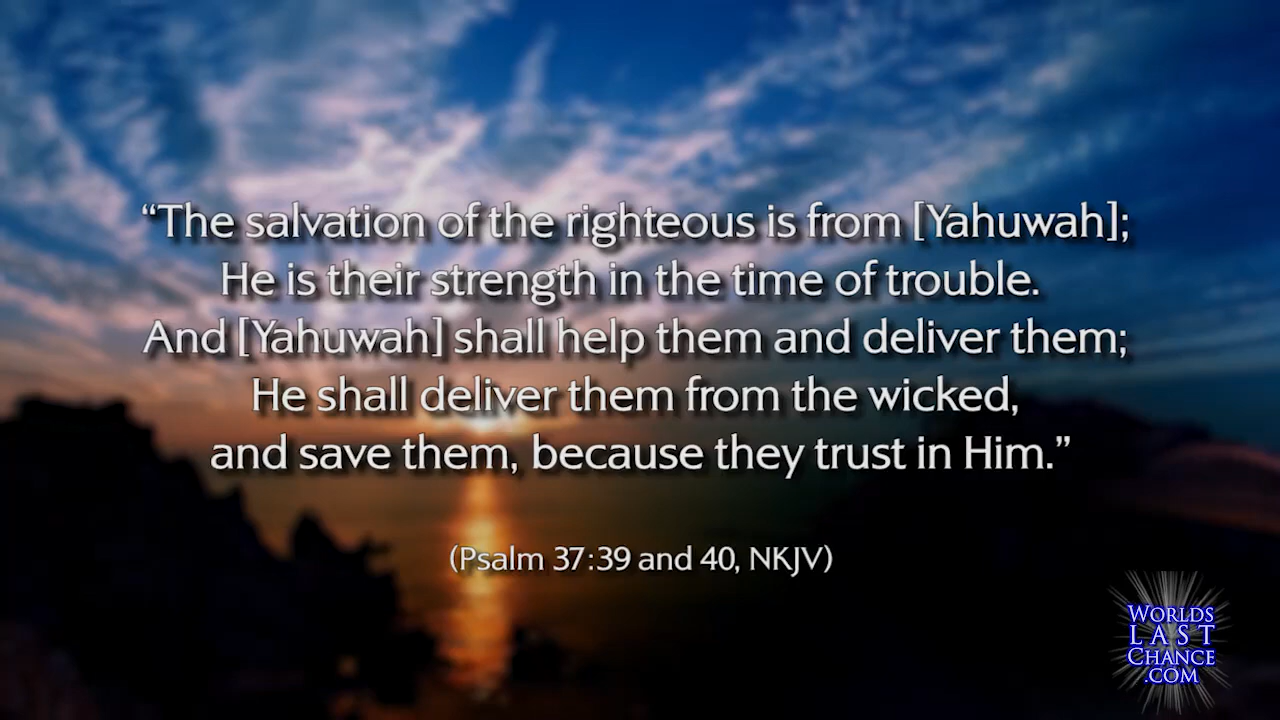 “The salvation of the righteous is from [Yahuwah];
He is their strength in the time of trouble.
And [Yahuwah] shall help them and deliver them;
He shall deliver them from the wicked,
and save them, because they trust in Him.”
(Psalm 37:39 and 40, NKJV)
WORLDS
LAST
CHANCE
.COM